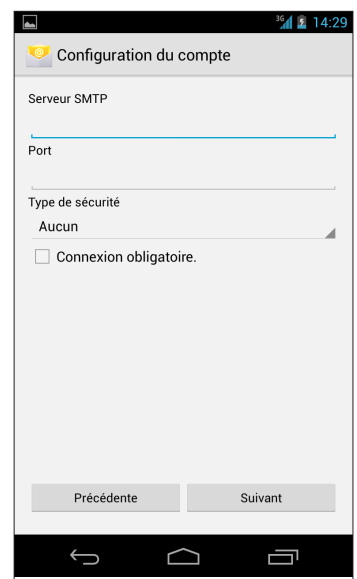 3G 14:29
Configuration du compte
Serveur SMTP
Port
Type de sécurité
Aucun
Connexion obligatoire.
Précédente Suivant